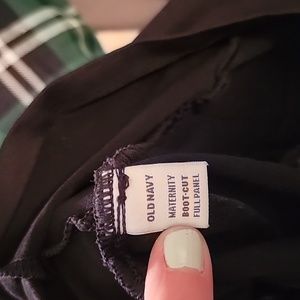 OLD NAVY
MATERNITY
BOOT-CUT
FULL PANEL